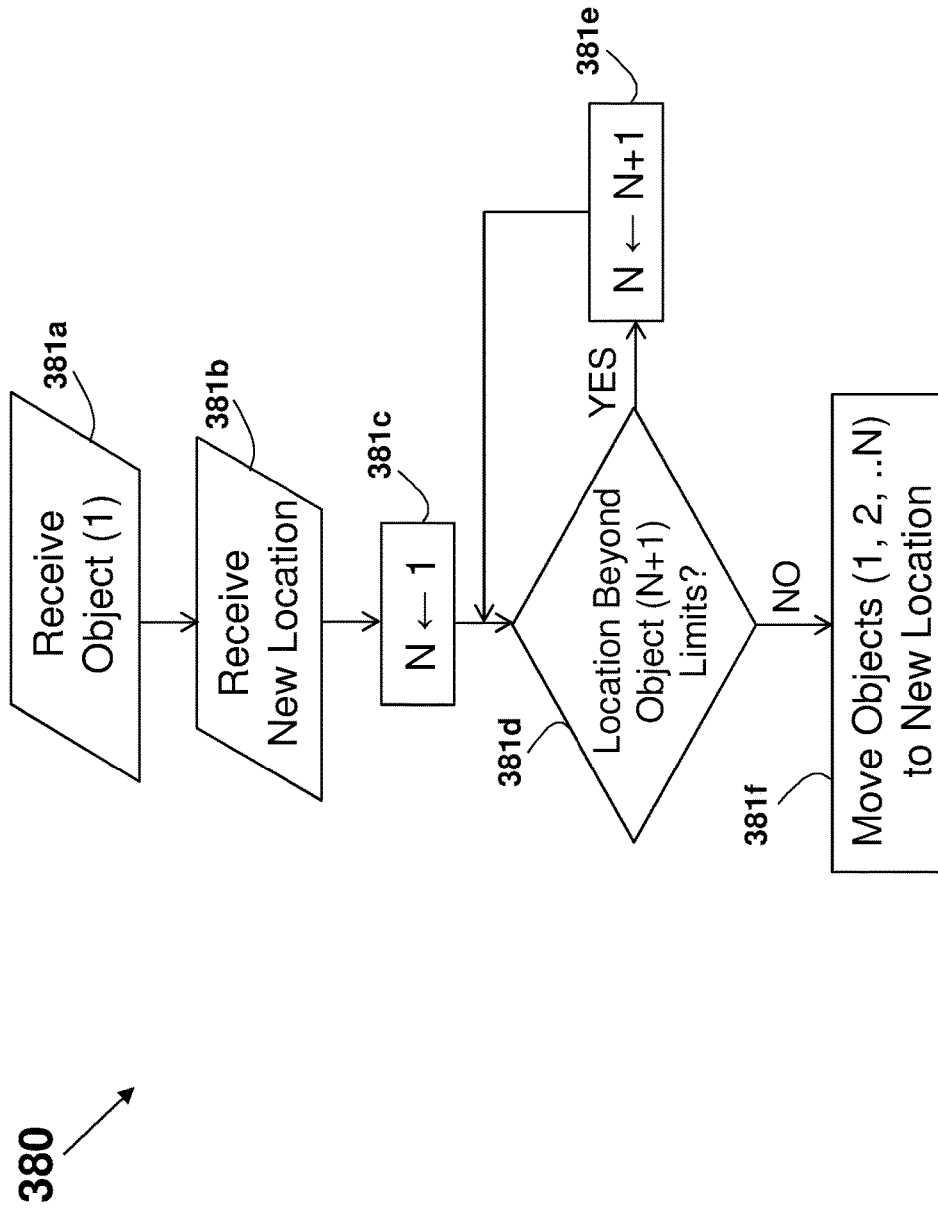 380
381a
Receive
Object (1)
381b
Receive
New Location
381c
N ← 1
381d
Location Beyond
Object (N+1)
Limits?
YES
381e
N ← N+1
NO
381f
Move Objects (1, 2, ..N)
to New Location